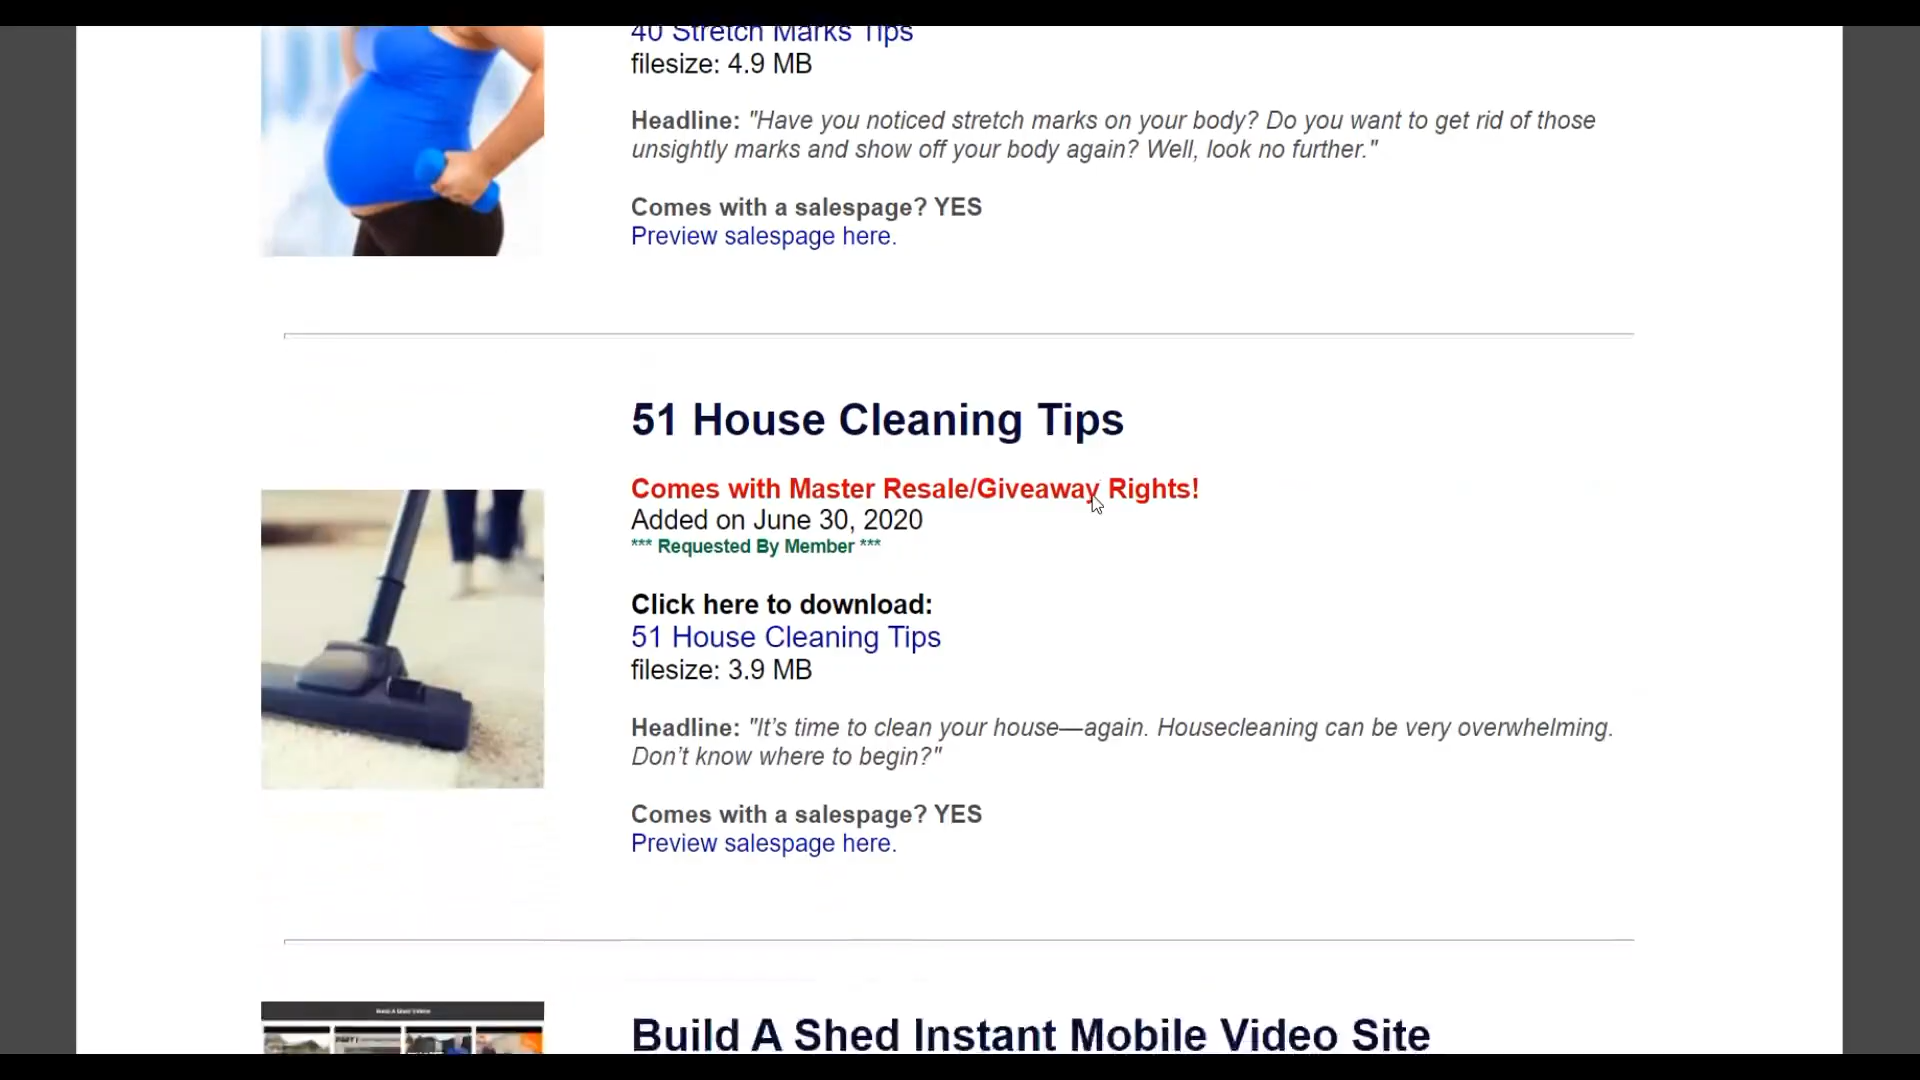 40 Stretch Marks Tips
filesize: 4.9 MB
Headline: "Have you noticed stretch marks on your body? Do you want to get rid of those
unsightly marks and show off your body again? Well, look no further."
Comes with a salespage? YES
Preview salespage here.
51 House Cleaning Tips
Comes with Master Resale/Giveaway Rights!
Added on June 30, 2020
*** Requested By Member ***
Click here to download:
51 House Cleaning Tips
filesize: 3.9 MB
Headline: "It’s time to clean your house—again. Housecleaning can be very overwhelming.
Don’t know where to begin?"
Comes with a salespage? YES
Preview salespage here.
Build A Shed Instant Mobile Video Site